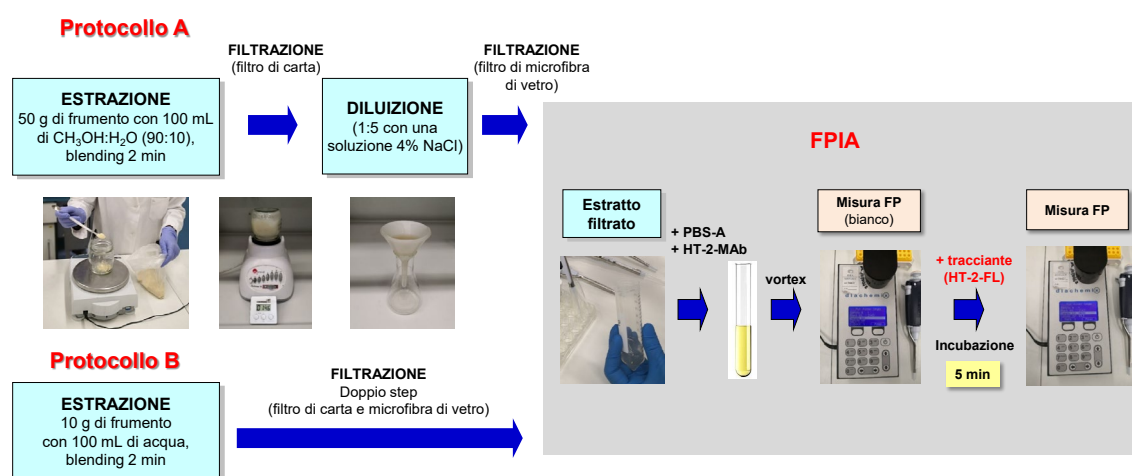 Protocollo A
ESTRAZIONE
50 g di frumento con 100 mL
di CH₃OH:H₂O (90:10),
blending 2 min
FILTRAZIONE
(filtro di carta)
DILUIZIONE
(1:5 con una
soluzione 4% NaCl)
FILTRAZIONE
(filtro di microfibra
di vetro)
FPIA
Estratto
filtrato
+ PBS-A
+ HT-2-MAb
vortex
Misura FP
(bianco)
+ tracciante
(HT-2-FL)
Incubazione
5 min
Misura FP
diachemix
diachemix
Protocollo B
ESTRAZIONE
10 g di frumento
con 100 mL di acqua,
blending 2 min
FILTRAZIONE
Doppio step
(filtro di carta e microfibra di vetro)